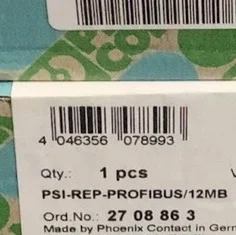 4 046356 078993
Qty.: 1 pcs
PSI-REP-PROFIBUS/12MB
Ord.No.: 27 08 86 3
Made by Phoenix Contact in Germ